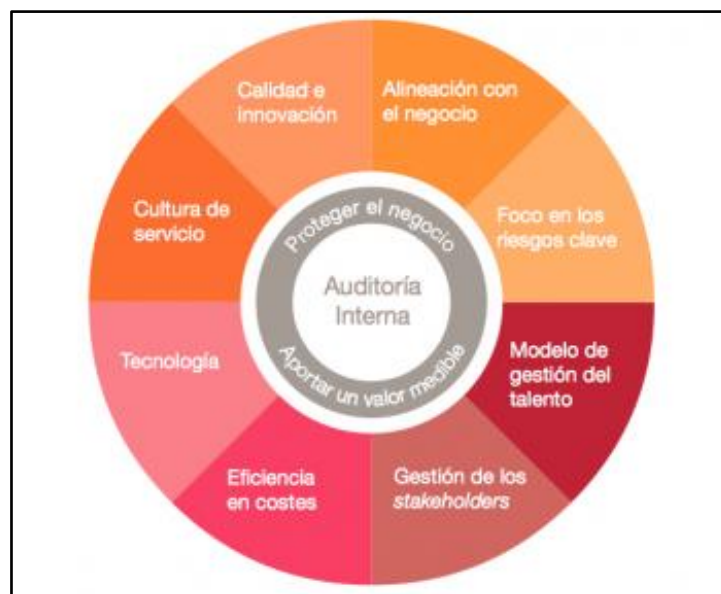 Calidad e
innovación
Alineación con
el negocio
Cultura de
servicio
Foco en los
riesgos clave
Proteger el negocio
Auditoría
Interna
Aportar un valor medible
Tecnología
Modelo de
gestión del
talento
Eficiencia
en costes
Gestión de los
stakeholders